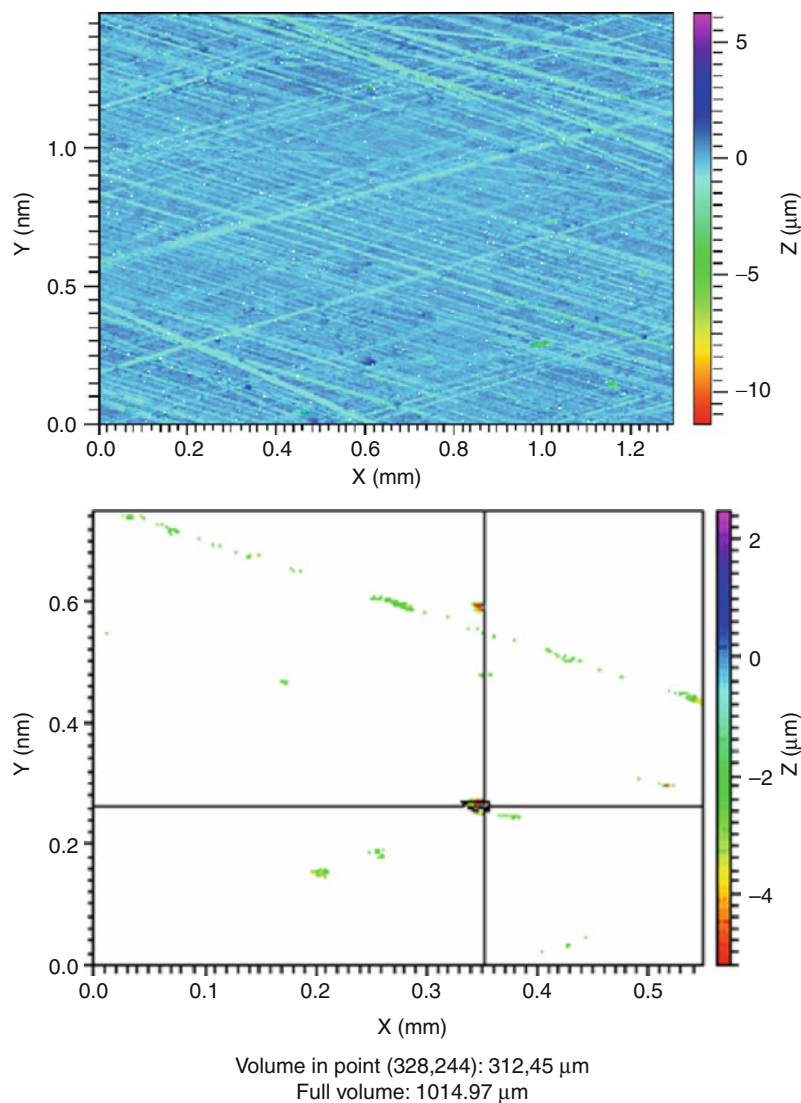 5
1.0
0
Y (nm)
Z (µm)
0.5
−5
−10
0.0
0.0 0.2 0.4 0.6 0.8 1.0 1.2
X (mm)
2
0.6
0
0.4
Y (nm)
Z (µm)
−2
0.2
−4
0.0
0.0 0.1 0.2 0.3 0.4 0.5
X (mm)
Volume in point (328,244): 312,45 µm
Full volume: 1014.97 µm